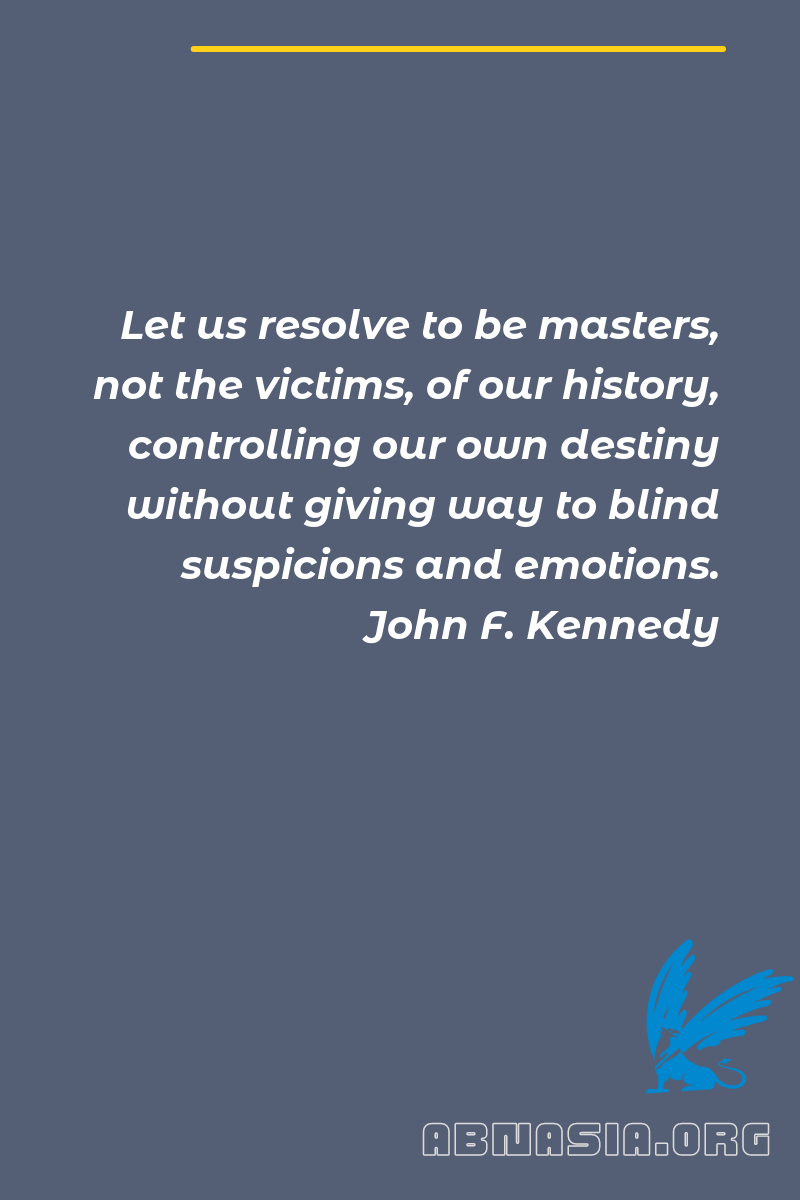 Let us resolve to be masters,
not the victims, of our history,
controlling our own destiny
without giving way to blind
suspicions and emotions.
John F. Kennedy
ABNASIA.ORG